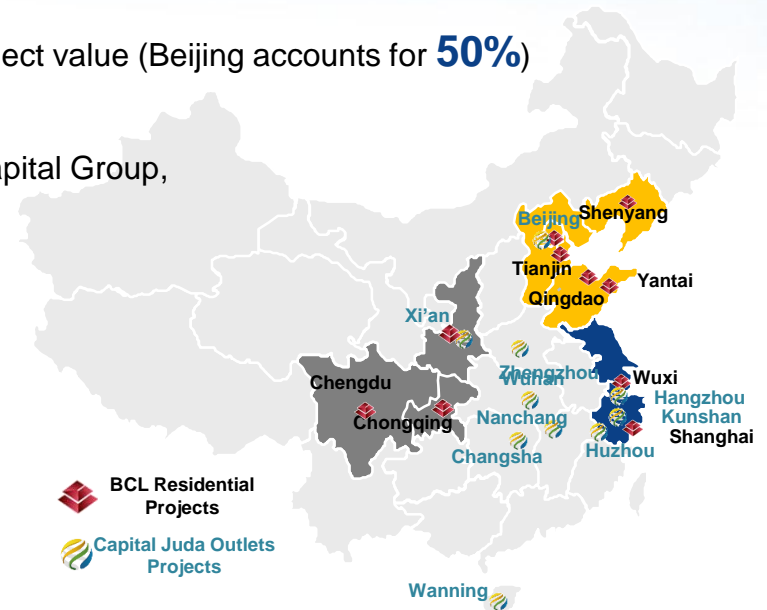 ect value (Beijing accounts for 50%)
apital Group,
Beijing
Shenyang
Tianjin
Yantai
Qingdao
Xi’an
Zhengzhou
Wuhan
Wuxi
Chengdu
Hangzhou
Chongqing
Nanchang
Kunshan
Shanghai
Changsha
Huzhou
BCL Residential
Projects
Capital Juda Outlets
Projects
Wanning